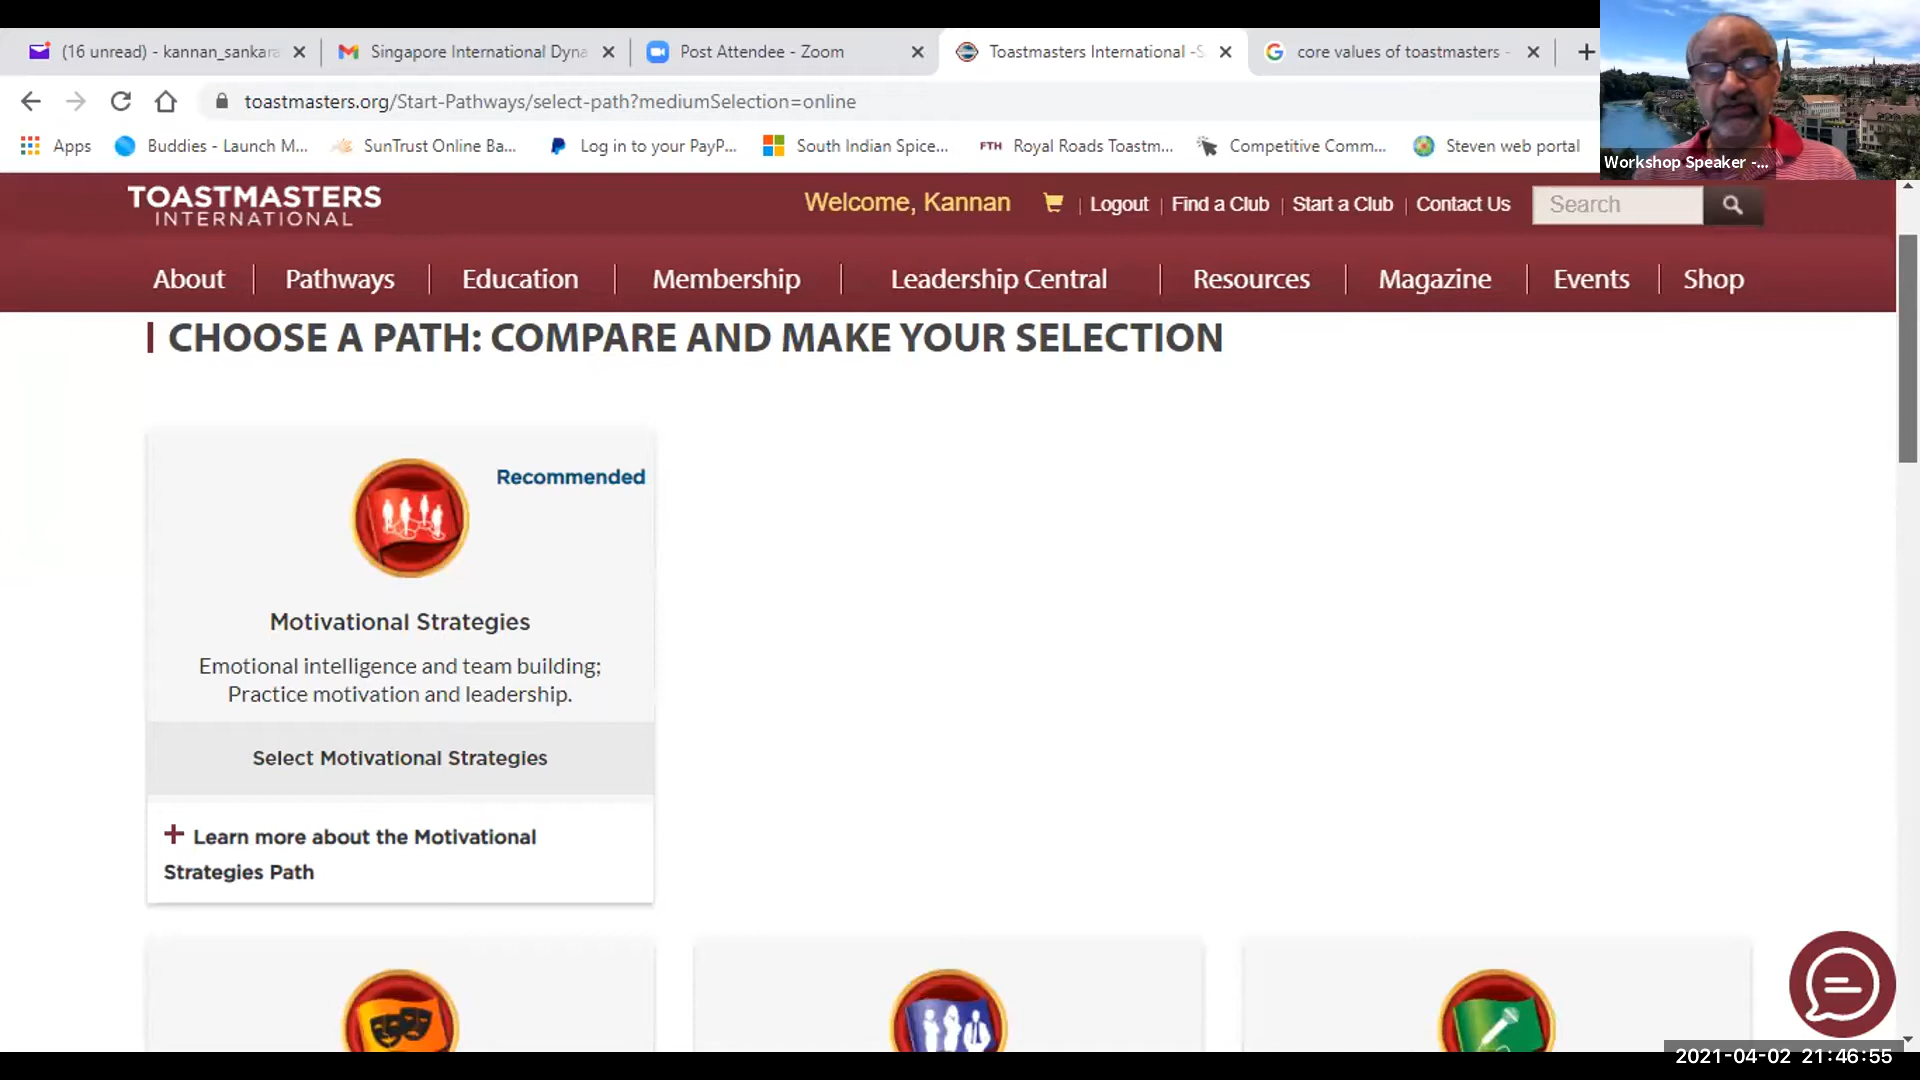 (16 unread) - kannan_sankara
Singapore International Dyna
Post Attendee - Zoom
Toastmasters International -S
core values of toastmasters -
toastmasters.org/Start-Pathways/select-path?mediumSelection=online
Apps
Buddies - Launch M...
SunTrust Online Ba...
Log in to your PayP...
South Indian Spice...
FTH
Royal Roads Toastm...
Competitive Comm...
Steven web portal
Workshop Speaker -...
TOASTMASTERS
INTERNATIONAL
Welcome, Kannan
Logout
Find a Club
Start a Club
Contact Us
Search
About
Pathways
Education
Membership
Leadership Central
Resources
Magazine
Events
Shop
CHOOSE A PATH: COMPARE AND MAKE YOUR SELECTION
Recommended
Motivational Strategies
Emotional intelligence and team building;
Practice motivation and leadership.
Select Motivational Strategies
+ Learn more about the Motivational
Strategies Path
2021-04-02 21:46:55